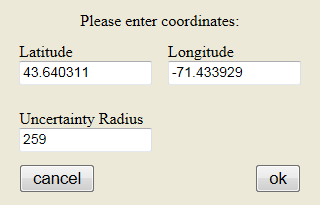 Please enter coordinates:
Latitude Longitude
43.640311 -71.433929
Uncertainty Radius
259
cancel ok